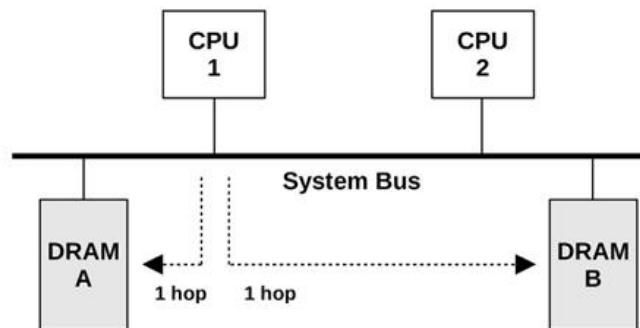 CPU
1
CPU
2
System Bus
DRAM
A
DRAM
B
1 hop
1 hop